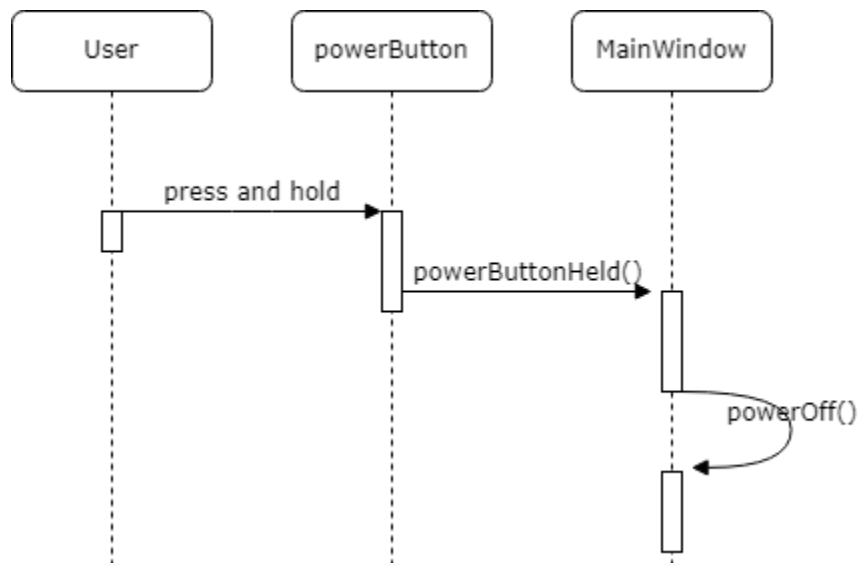 User
powerButton
MainWindow
press and hold
powerButtonHeld()
powerOff()